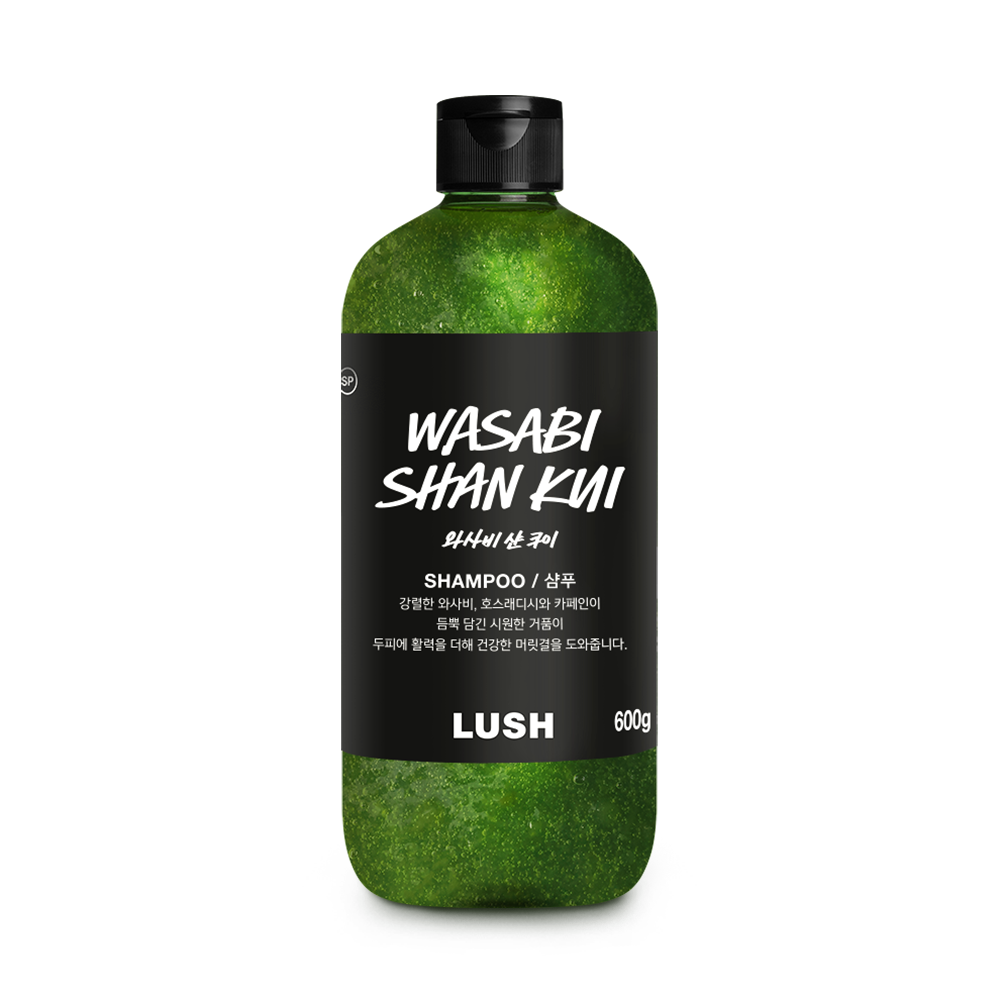 SP
WASABI
SHAN KUI
와사비 샨 쿠이
SHAMPOO / 샴푸
강렬한 와사비, 호스래디시와 카페인이
듬뿍 담긴 시원한 거품이
두피에 활력을 더해 건강한 머릿결을 도와줍니다.
LUSH
600g